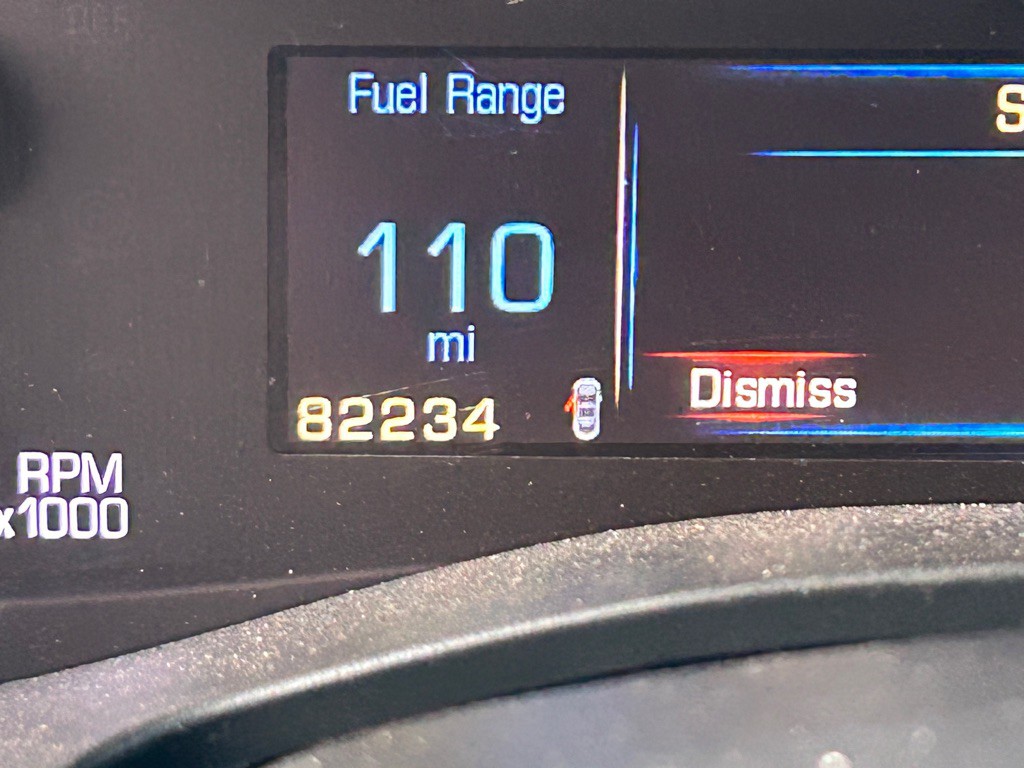 Fuel Range
110
mi
82234
S
Dismiss
RPM
x1000